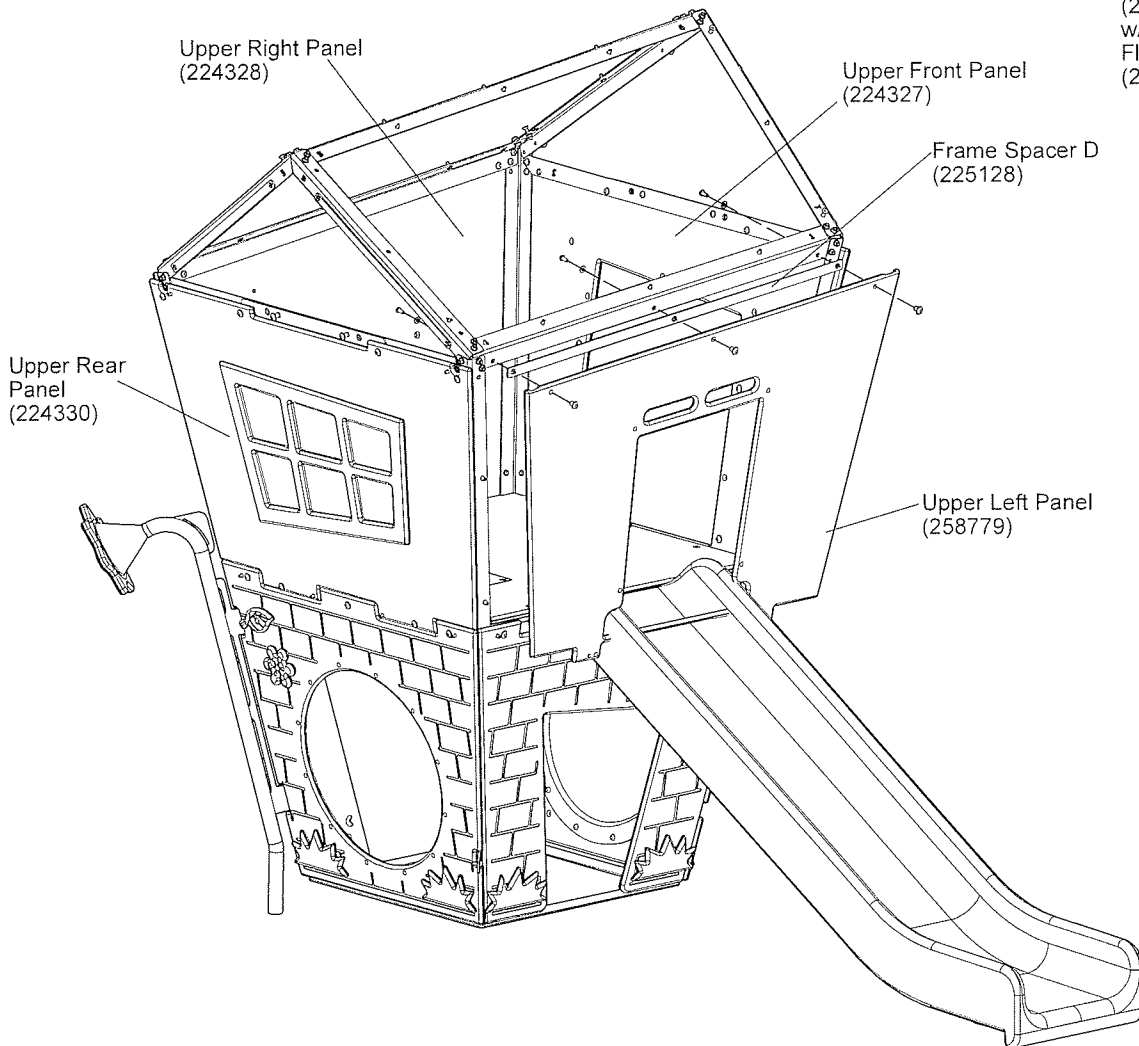 Upper Right Panel
(224328)
Upper Front Panel
(224327)
Frame Spacer D
(225128)
Upper Rear
Panel
(224330)
Upper Left Panel
(258779)